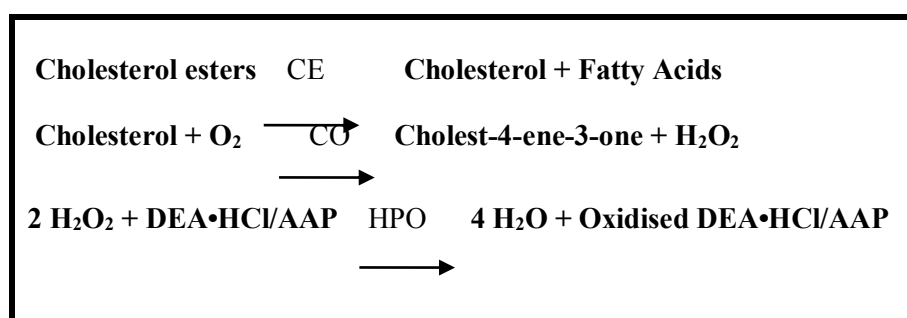 Cholesterol esters CE Cholesterol + Fatty Acids
Cholesterol + O₂ CO Cholest-4-ene-3-one + H₂O₂
2 H₂O₂ + DEA•HCl/AAP HPO 4 H₂O + Oxidised DEA•HCl/AAP